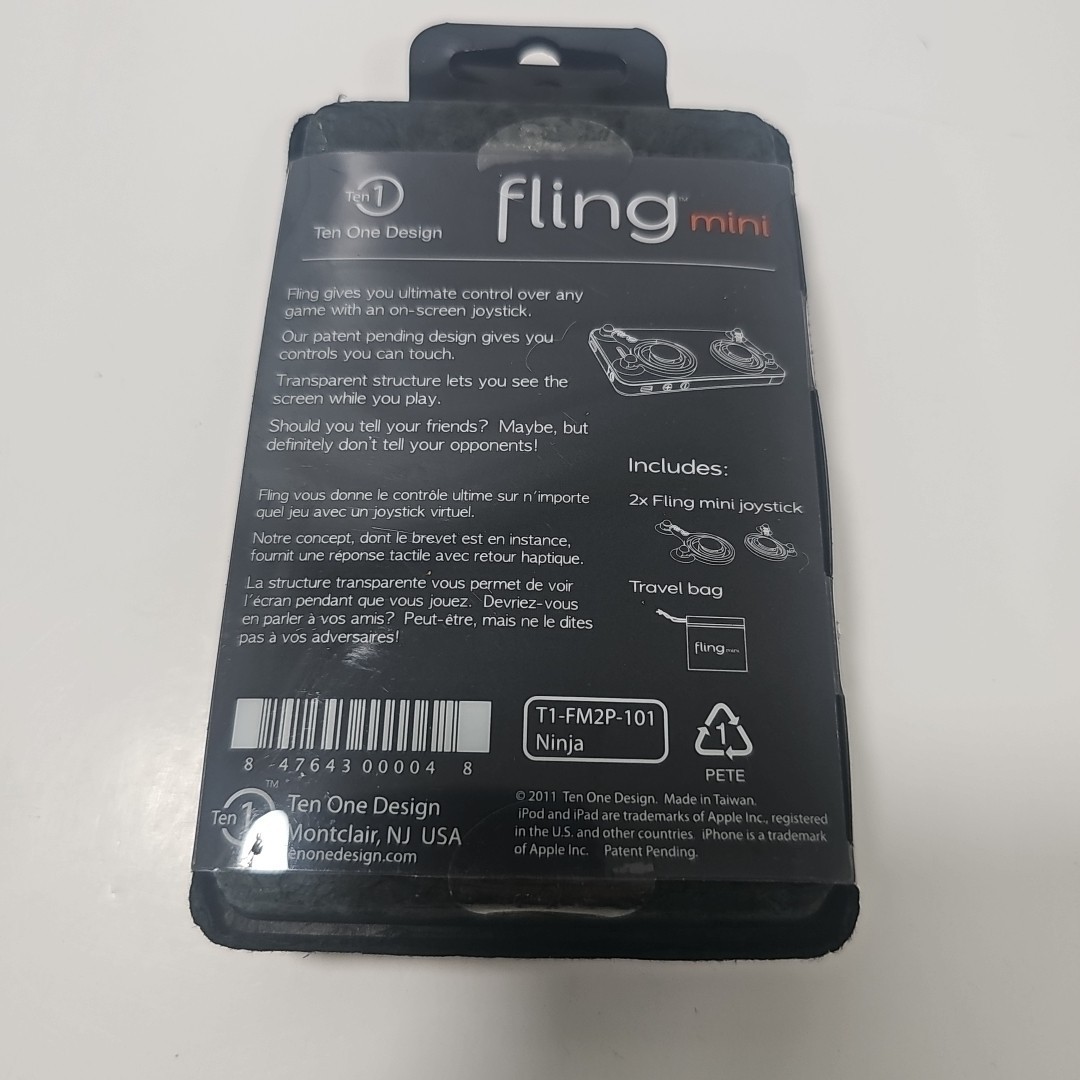 Ten 1
Ten One Design
fling™ mini
Fling gives you ultimate control over any
game with an on-screen joystick.
Our patent pending design gives you
controls you can touch.
Transparent structure lets you see the
screen while you play.
Should you tell your friends? Maybe, but
definitely don't tell your opponents!
Includes:
2x Fling mini joystick
Travel bag
fling mini
Fling vous donne le contrôle ultime sur n'importe
quel jeu avec un joystick virtuel.
Notre concept, dont le brevet est en instance,
fournit une réponse tactile avec retour haptique.
La structure transparente vous permet de voir
l'écran pendant que vous jouez. Devriez-vous
en parler à vos amis? Peut-être, mais ne le dites
pas à vos adversaires!
8 47643 00004 8
T1-FM2P-101
Ninja
1
PETE
Ten 1 ™
Ten One Design
Montclair, NJ USA
enonedesign.com
© 2011 Ten One Design. Made in Taiwan.
iPod and iPad are trademarks of Apple Inc., registered
in the U.S. and other countries iPhone is a trademark
of Apple Inc. Patent Pending.